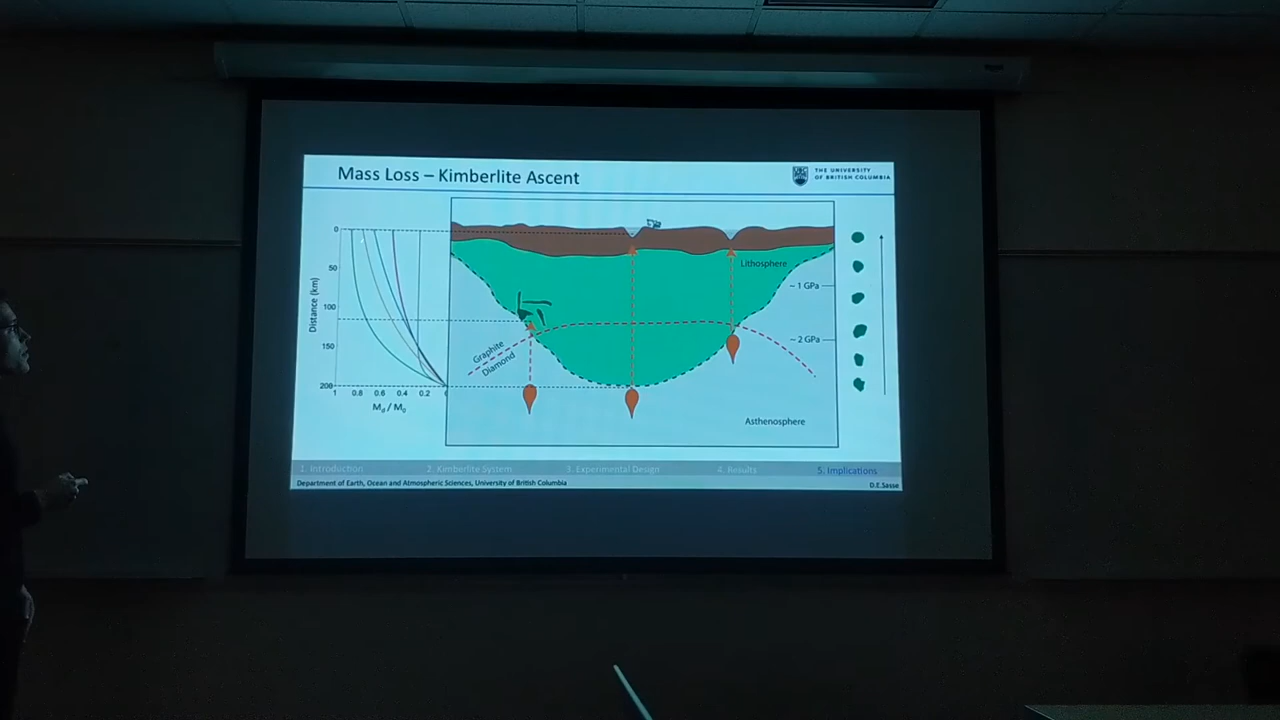 Mass Loss – Kimberlite Ascent
THE UNIVERSITY
OF BRITISH COLUMBIA
0
50
100
150
200
Distance (km)
1 0.8 0.6 0.4 0.2
Lithosphere
~ 1 GPa
~ 2 GPa
Graphite
Diamond
Asthenosphere
1. Introduction 2. Kimberlite System 3. Experimental Design 4. Results 5. Implications
Department of Earth, Ocean and Atmospheric Sciences, University of British Columbia D.E.Sasse